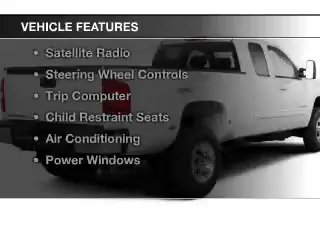 VEHICLE FEATURES
• Satellite Radio
• Steering Wheel Controls
• Trip Computer
• Child Restraint Seats
• Air Conditioning
• Power Windows